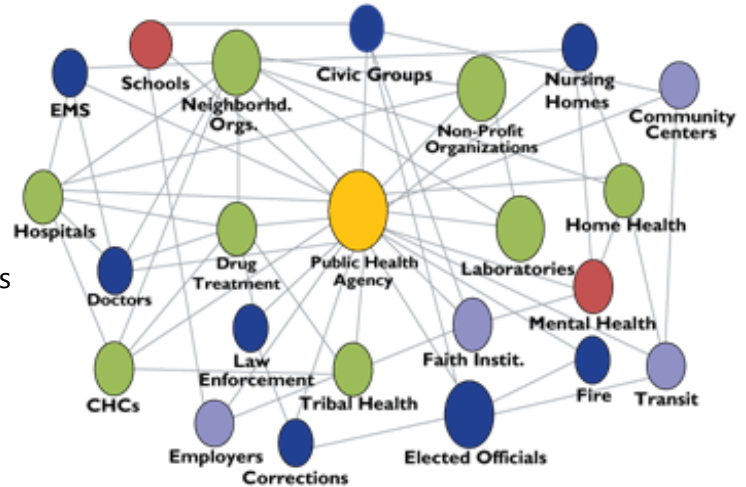 Schools
Civic Groups
EMS
Neighborhd.
Orgs.
Nursing
Homes
Community
Centers
Non-Profit
Organizations
Hospitals
Home Health
s
Doctors
Drug
Treatment
Public Health
Agency
Laboratories
Mental Health
Law
Enforcement
Faith Instit.
CHCs
Tribal Health
Fire
Transit
Employers
Corrections
Elected Officials